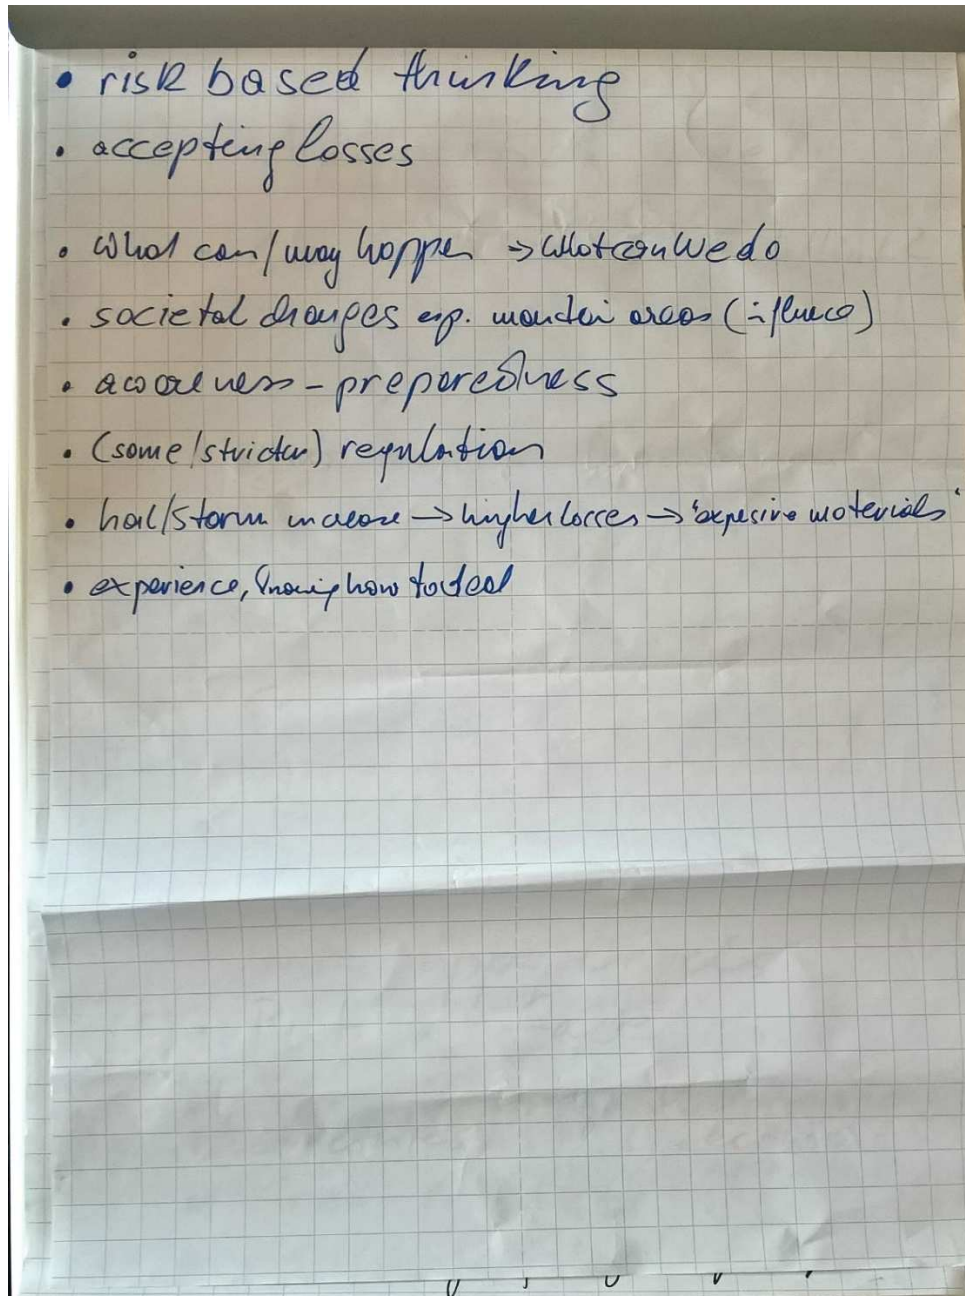 • risk based thinking
• accepting losses
• What can/may happen → What can we do
• societal changes esp. mountain areas (influence)
• awareness - preparedness
• (some/stricter) regulation
• hail/storm increase → higher losses → "expensive materials"
• experience, knowing how to deal